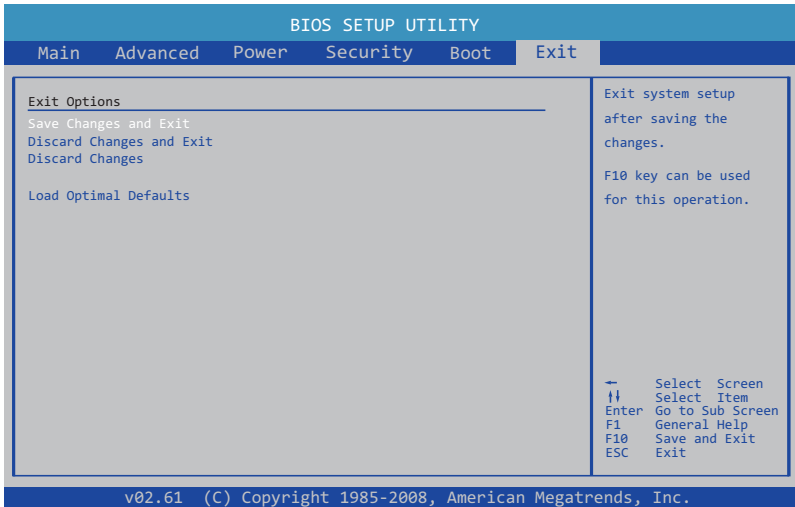 BIOS SETUP UTILITY
Main Advanced Power Security Boot Exit
Exit Options
Save Changes and Exit
Discard Changes and Exit
Discard Changes
Load Optimal Defaults
Exit system setup
after saving the
changes.
F10 key can be used
for this operation.
← Select Screen
↑↓ Select Item
Enter Go to Sub Screen
F1 General Help
F10 Save and Exit
ESC Exit
v02.61 (C) Copyright 1985-2008, American Megatrends, Inc.